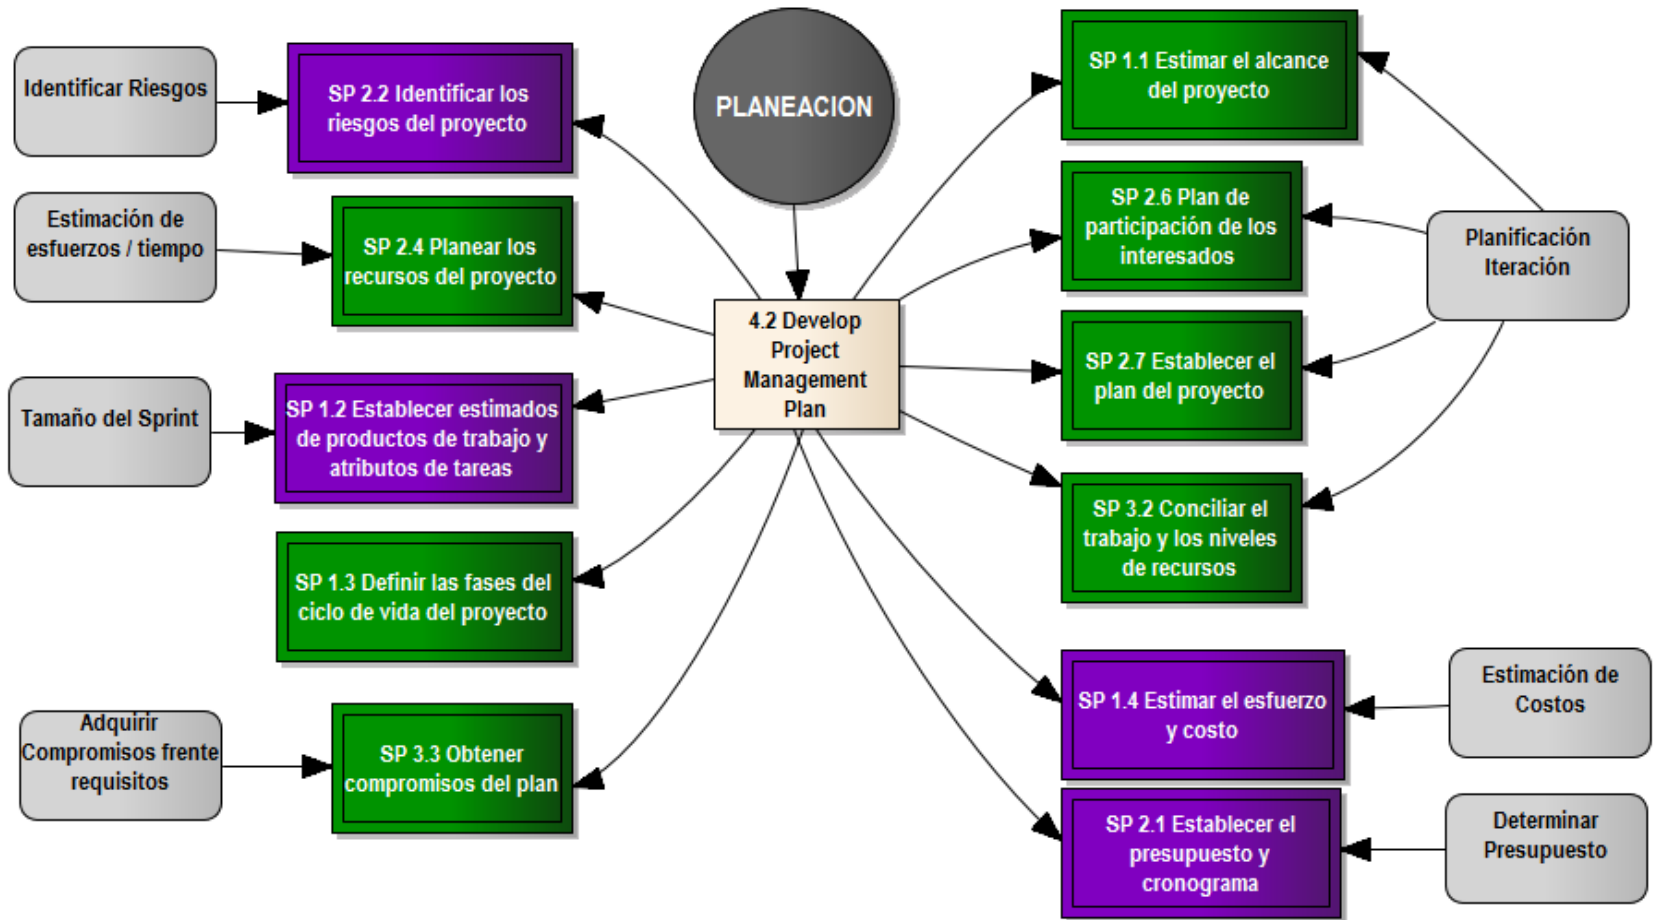 PLANEACION
Identificar Riesgos
SP 2.2 Identificar los
riesgos del proyecto
Estimación de
esfuerzos / tiempo
SP 2.4 Planear los
recursos del proyecto
Tamaño del Sprint
SP 1.2 Establecer estimados
de productos de trabajo y
atributos de tareas
SP 1.3 Definir las fases del
ciclo de vida del proyecto
Adquirir
Compromisos frente
requisitos
SP 3.3 Obtener
compromisos del plan
4.2 Develop
Project
Management
Plan
SP 1.1 Estimar el alcance
del proyecto
SP 2.6 Plan de
participación de los
interesados
SP 2.7 Establecer el
plan del proyecto
SP 3.2 Conciliar el
trabajo y los niveles
de recursos
Planificación
Iteración
SP 1.4 Estimar el esfuerzo
y costo
Estimación de
Costos
SP 2.1 Establecer el
presupuesto y
cronograma
Determinar
Presupuesto